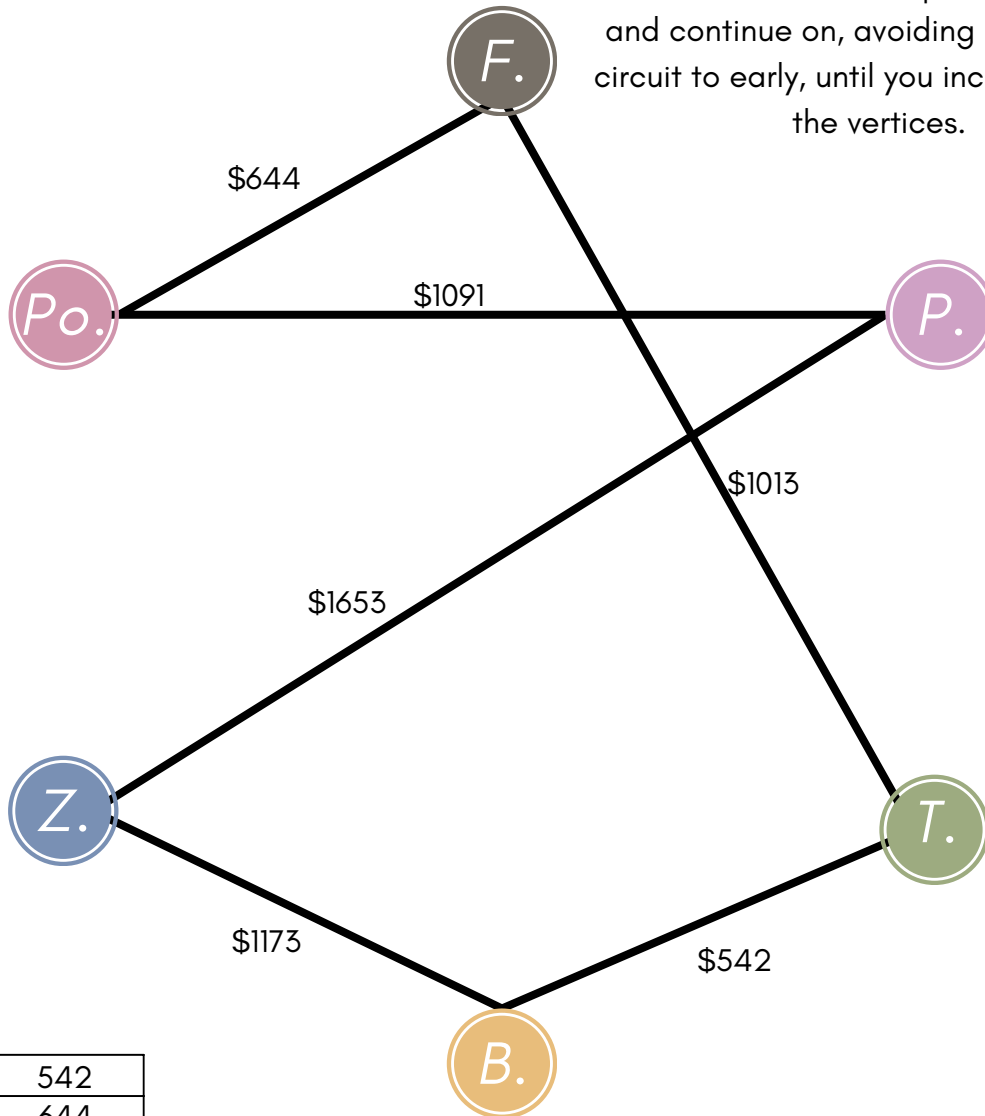 and continue on, avoiding
circuit to early, until you inc
the vertices.
F.
$644
Po.
$1091
P.
$1013
$1653
Z.
T.
$1173
$542
B.
542
644